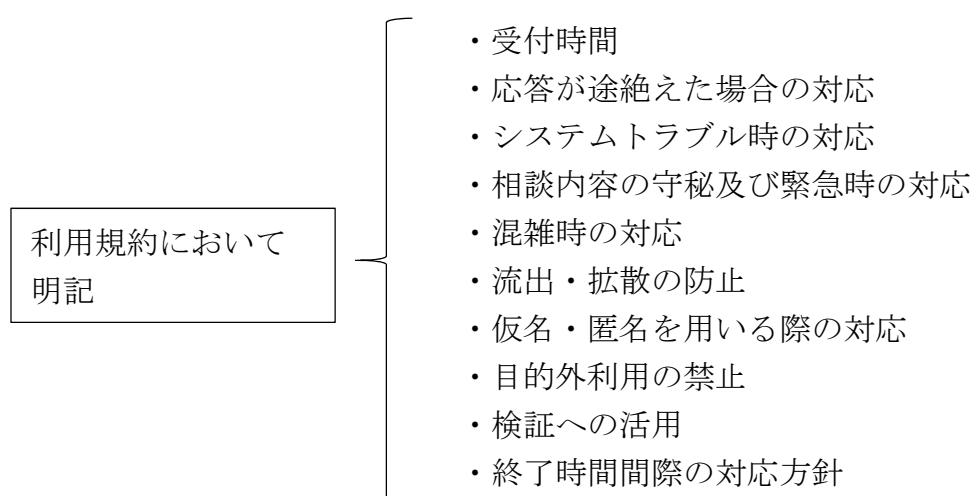 利用規約において
明記
・受付時間
・応答が途絶えた場合の対応
・システムトラブル時の対応
・相談内容の守秘及び緊急時の対応
・混雑時の対応
・流出・拡散の防止
・仮名・匿名を用いる際の対応
・目的外利用の禁止
・検証への活用
・終了時間間際の対応方針